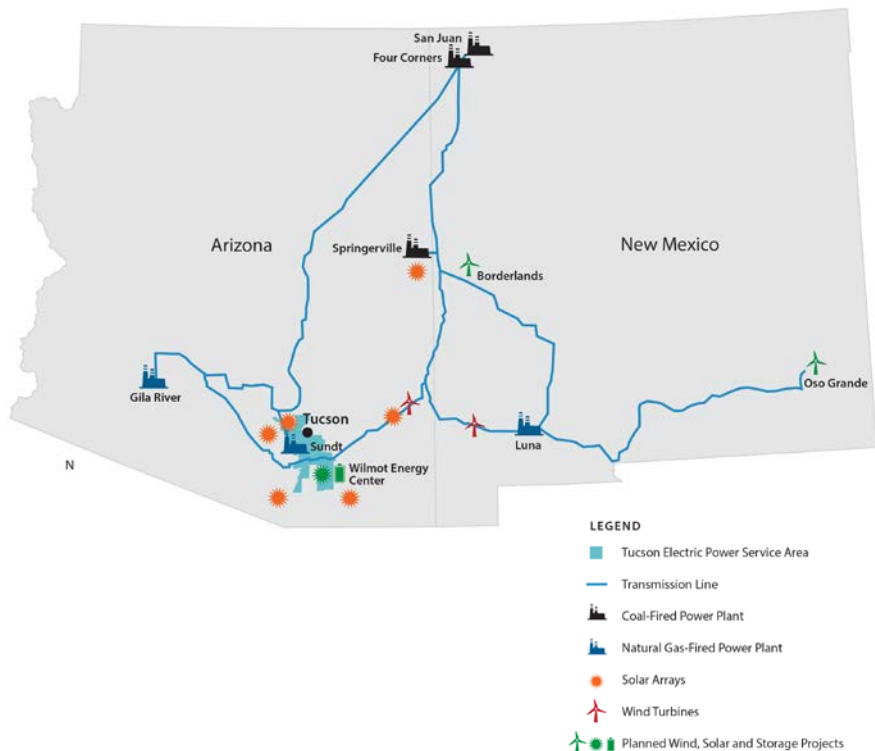 San Juan
Four Corners
Arizona
Springerville
New Mexico
Borderlands
Gila River
Oso Grande
Tucson
Sundt
Luna
N
Wilmot Energy
Center
LEGEND
Tucson Electric Power Service Area
Transmission Line
Coal-Fired Power Plant
Natural Gas-Fired Power Plant
Solar Arrays
Wind Turbines
Planned Wind, Solar and Storage Projects